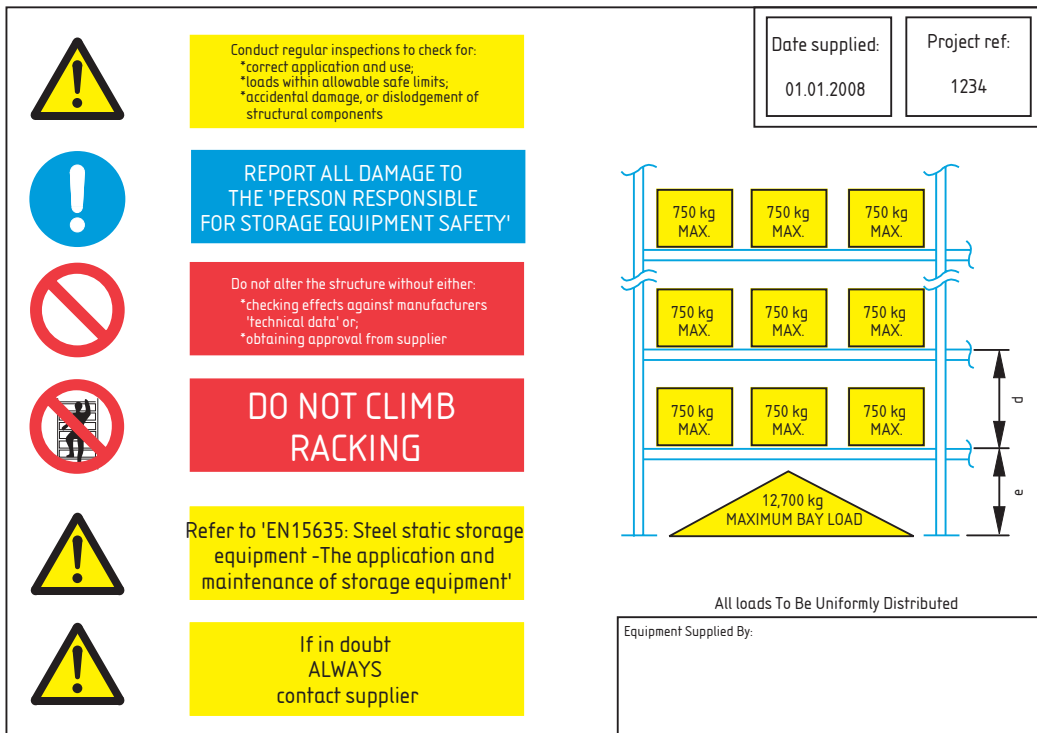 Conduct regular inspections to check for:
*correct application and use;
*loads within allowable safe limits;
*accidental damage, or dislodgement of
structural components
REPORT ALL DAMAGE TO
THE 'PERSON RESPONSIBLE
FOR STORAGE EQUIPMENT SAFETY'
Do not alter the structure without either:
*checking effects against manufacturers
'technical data' or;
*obtaining approval from supplier
DO NOT CLIMB
RACKING
Refer to 'EN15635: Steel static storage
equipment -The application and
maintenance of storage equipment'
If in doubt
ALWAYS
contact supplier
Date supplied:
01.01.2008
Project ref:
1234
750 kg
MAX.
750 kg
MAX.
750 kg
MAX.
750 kg
MAX.
750 kg
MAX.
750 kg
MAX.
750 kg
MAX.
750 kg
MAX.
750 kg
MAX.
d
e
12,700 kg
MAXIMUM BAY LOAD
All loads To Be Uniformly Distributed
Equipment Supplied By: